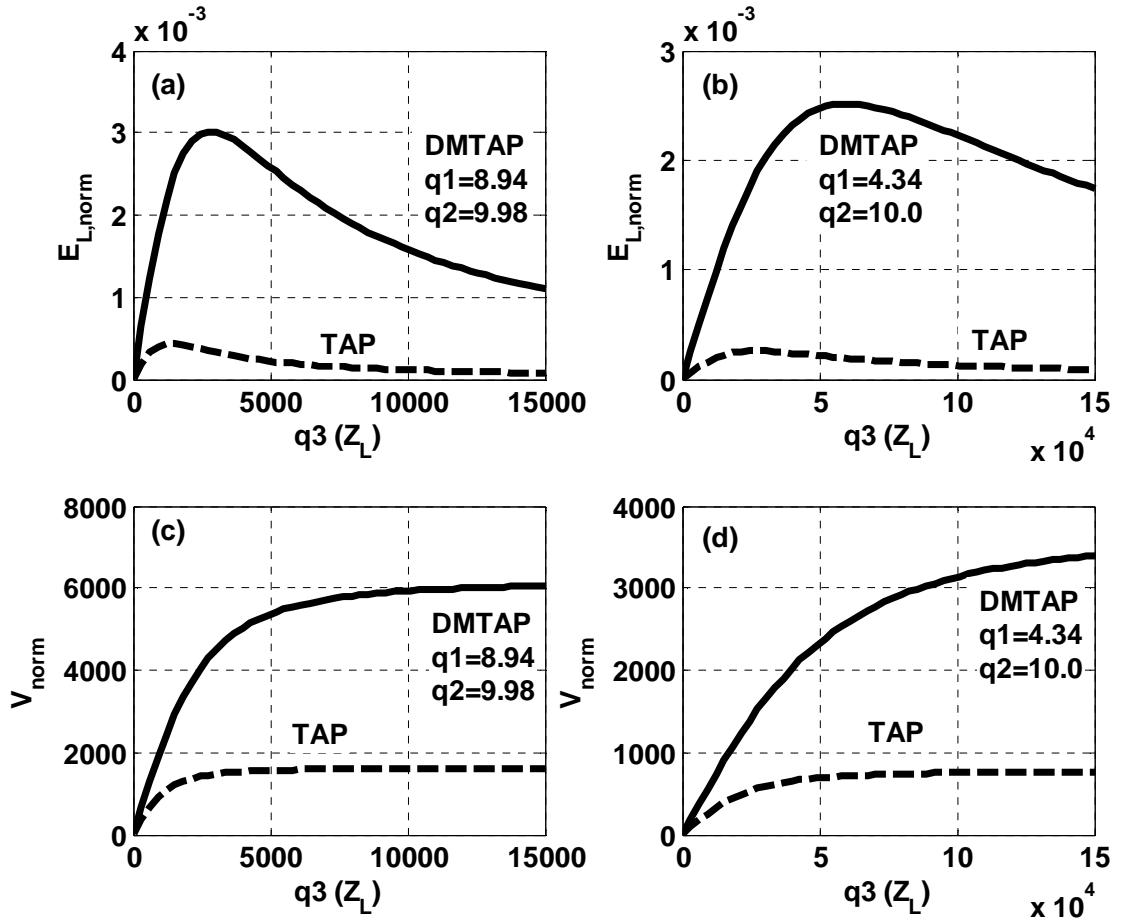 x 10^-3
4
3
2
1
0
E_L,norm
(a)
DMTAP
q1=8.94
q2=9.98
TAP
0 5000 10000 15000
q3 (Z_L)
x 10^-3
3
2
1
0
E_L,norm
(b)
DMTAP
q1=4.34
q2=10.0
TAP
0 5 10 15
q3 (Z_L)
x 10^4
8000
6000
4000
2000
0
V_norm
(c)
DMTAP
q1=8.94
q2=9.98
TAP
0 5000 10000 15000
q3 (Z_L)
4000
3000
2000
1000
0
V_norm
(d)
DMTAP
q1=4.34
q2=10.0
TAP
0 5 10 15
q3 (Z_L)
x 10^4